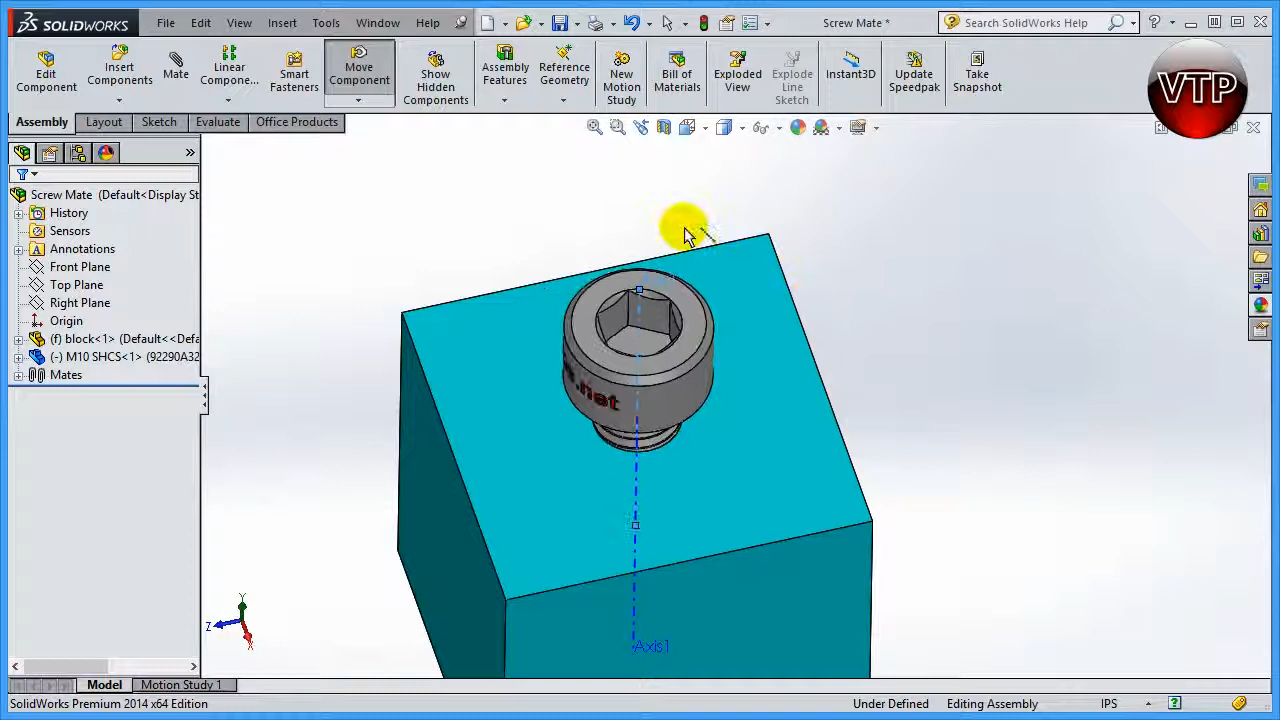 SOLIDWORKS File Edit View Insert Tools Window Help Screw Mate * Search SolidWorks Help
Edit Component
Insert Components
Mate
Linear Compone...
Smart Fasteners
Move Component
Show Hidden Components
Assembly Features
Reference Geometry
New Motion Study
Bill of Materials
Exploded View
Explode Line Sketch
Instant3D
Update Speedpak
Take Snapshot
VTP
Assembly Layout Sketch Evaluate Office Products
Screw Mate (Default<Display St
History
Sensors
Annotations
Front Plane
Top Plane
Right Plane
Origin
(f) block<1> (Default<<Defa
(-) M10 SHCS<1> (92290A32
Mates
.net
Axis1
Y
Z
X
Model Motion Study 1
SolidWorks Premium 2014 x64 Edition Under Defined Editing Assembly IPS